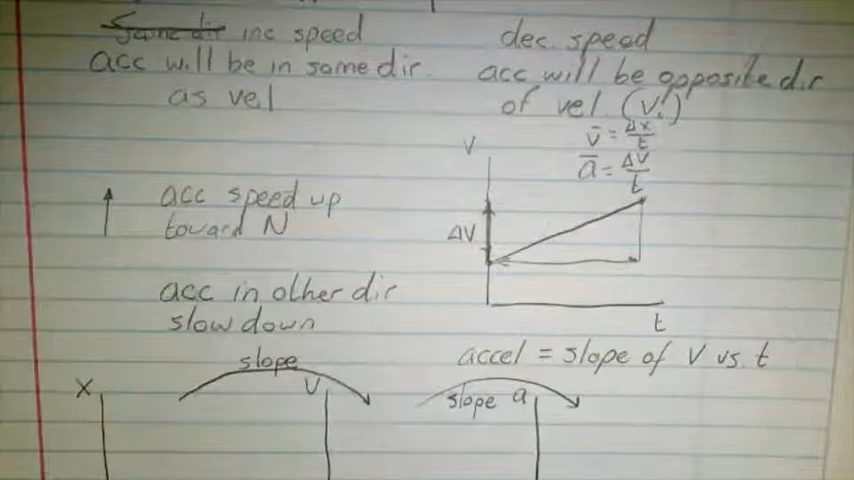 Same dir inc speed
acc will be in same dir.
as vel
dec. speed
acc will be opposite dir
of vel. (V!)
V̄ = Δx/t
ā = ΔV/t
V
ΔV
t
acc speed up
toward N
acc in other dir
slow down
accel = slope of V vs. t
slope
X
V
slope a